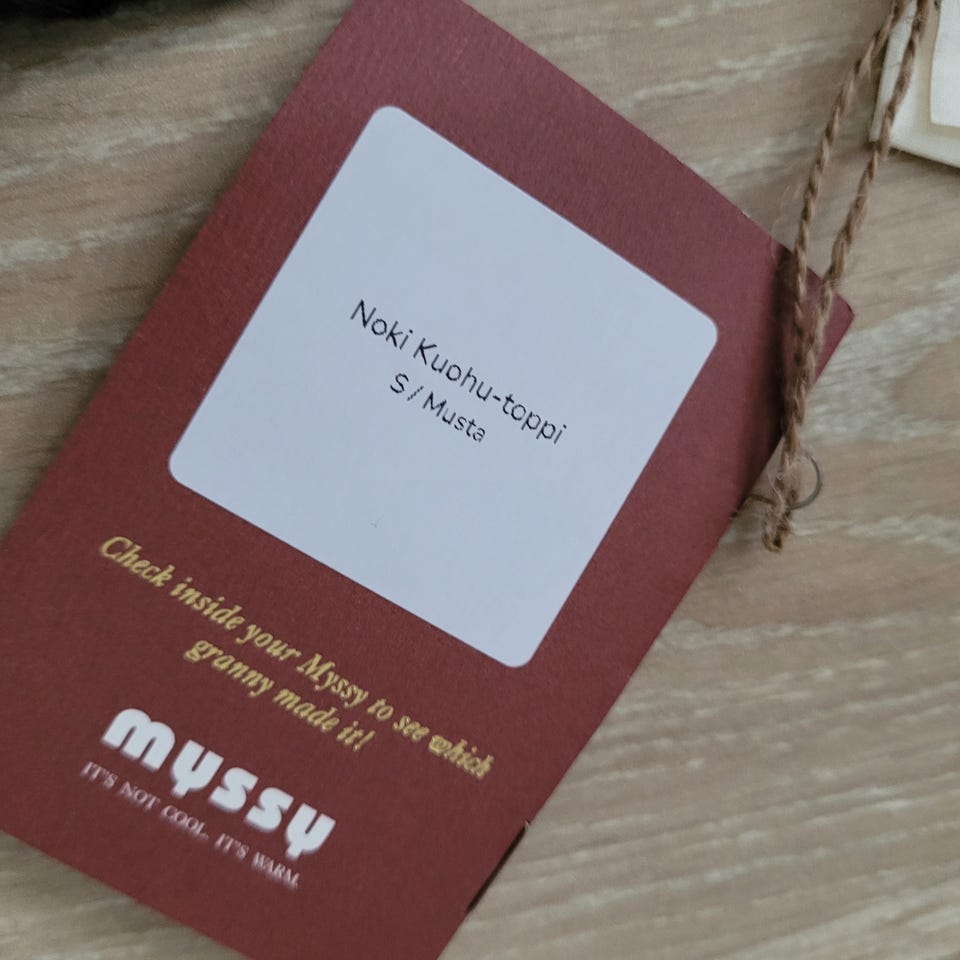 Noki Kuohu-toppi
S / Musta
Check inside your Myssy to see which
granny made it!
myssy
IT'S NOT COOL. IT'S WARM.